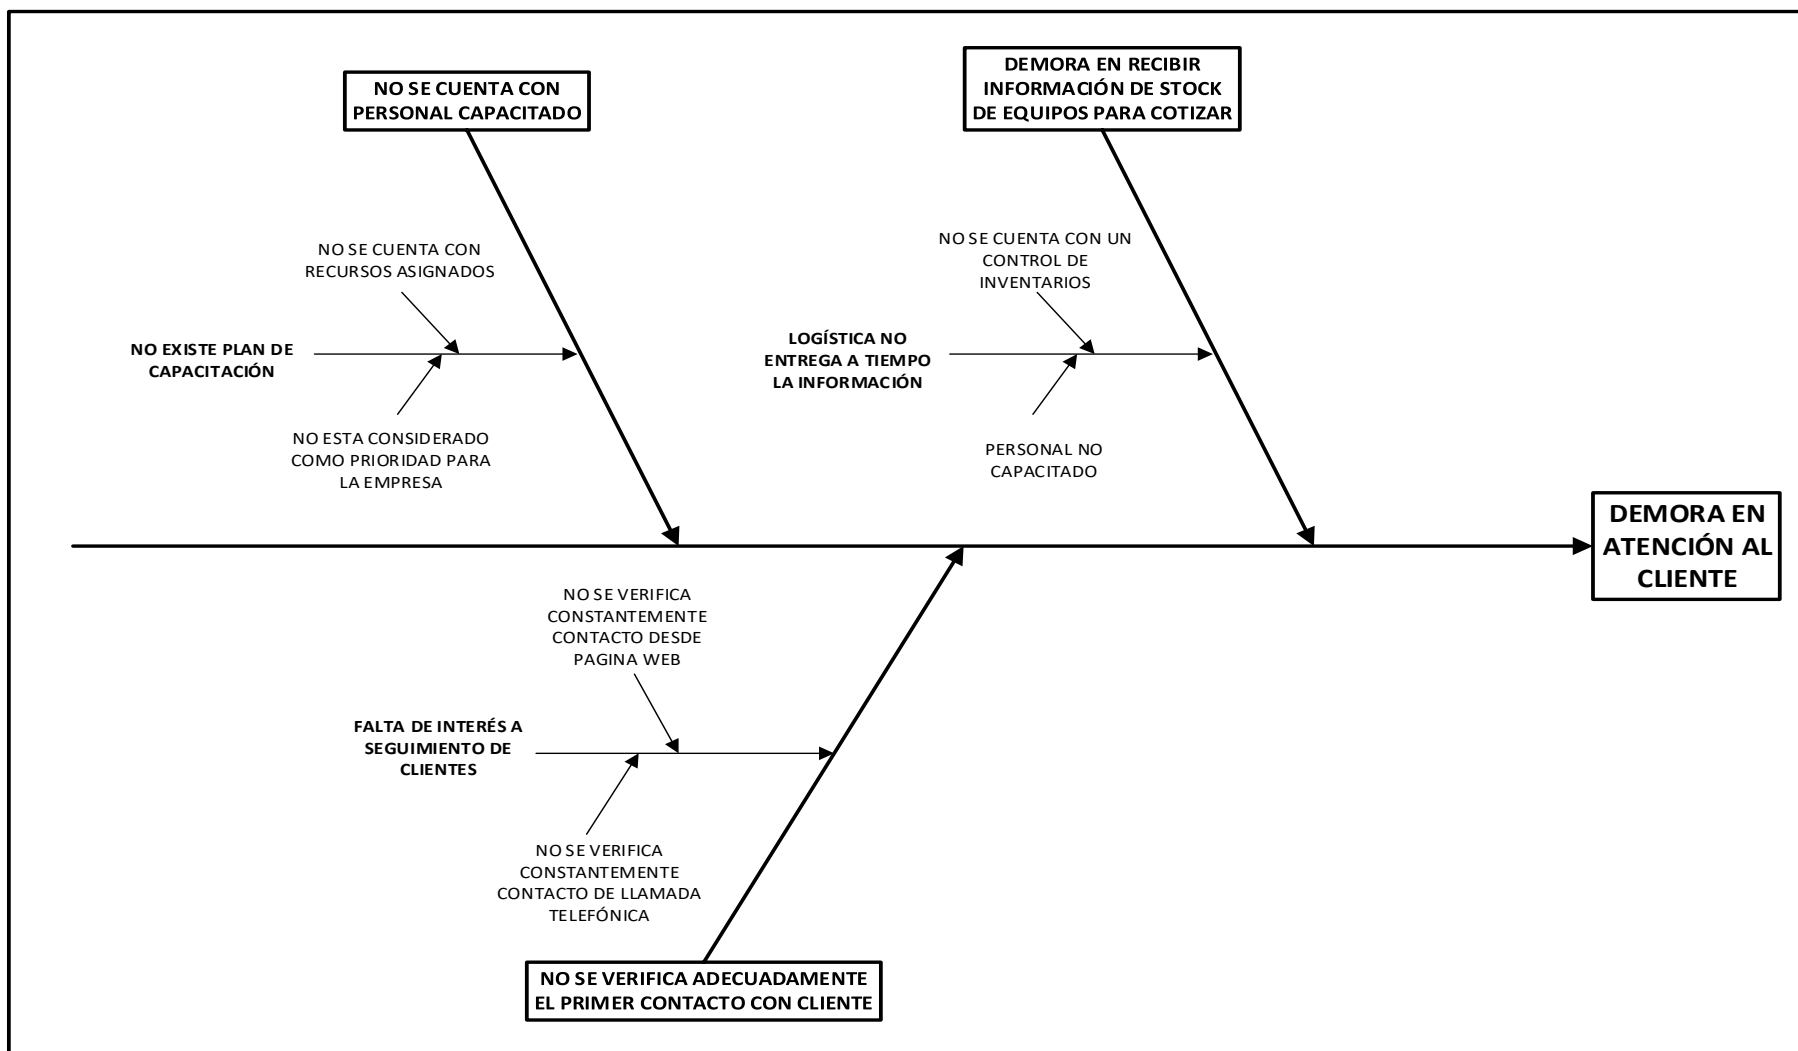 NO SE CUENTA CON
PERSONAL CAPACITADO
DEMORA EN RECIBIR
INFORMACIÓN DE STOCK
DE EQUIPOS PARA COTIZAR
NO SE CUENTA CON
RECURSOS ASIGNADOS
NO EXISTE PLAN DE
CAPACITACIÓN
NO ESTA CONSIDERADO
COMO PRIORIDAD PARA
LA EMPRESA
NO SE CUENTA CON UN
CONTROL DE
INVENTARIOS
LOGÍSTICA NO
ENTREGA A TIEMPO
LA INFORMACIÓN
PERSONAL NO
CAPACITADO
DEMORA EN
ATENCIÓN AL
CLIENTE
NO SE VERIFICA
CONSTANTEMENTE
CONTACTO DESDE
PAGINA WEB
FALTA DE INTERÉS A
SEGUIMIENTO DE
CLIENTES
NO SE VERIFICA
CONSTANTEMENTE
CONTACTO DE LLAMADA
TELEFÓNICA
NO SE VERIFICA ADECUADAMENTE
EL PRIMER CONTACTO CON CLIENTE